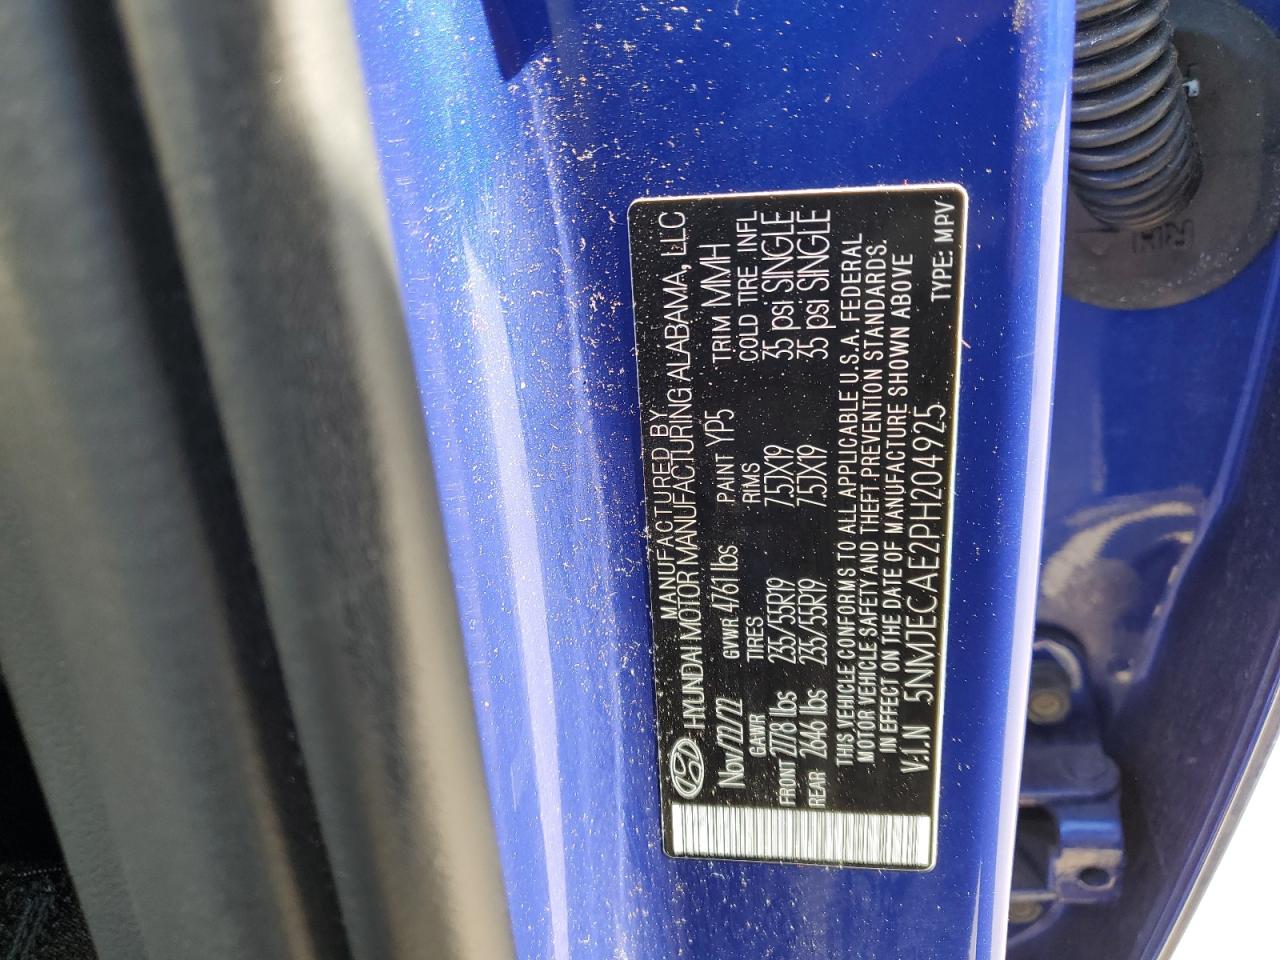 MANUFACTURED BY
HYUNDAI MOTOR MANUFACTURING ALABAMA, LLC
Nov/22/22 GVWR 4761 lbs PAINT YP5 TRIM MMH
GAWR TIRES RIMS COLD TIRE INFL
FRONT 2778 lbs 235/55R19 7.5JX19 35 psi SINGLE
REAR 2646 lbs 235/55R19 7.5JX19 35 psi SINGLE
THIS VEHICLE CONFORMS TO ALL APPLICABLE U.S.A. FEDERAL
MOTOR VEHICLE SAFETY AND THEFT PREVENTION STANDARDS.
IN EFFECT ON THE DATE OF MANUFACTURE SHOWN ABOVE
V.I.N 5NMJECAE2PH204925 TYPE: MPV
RH